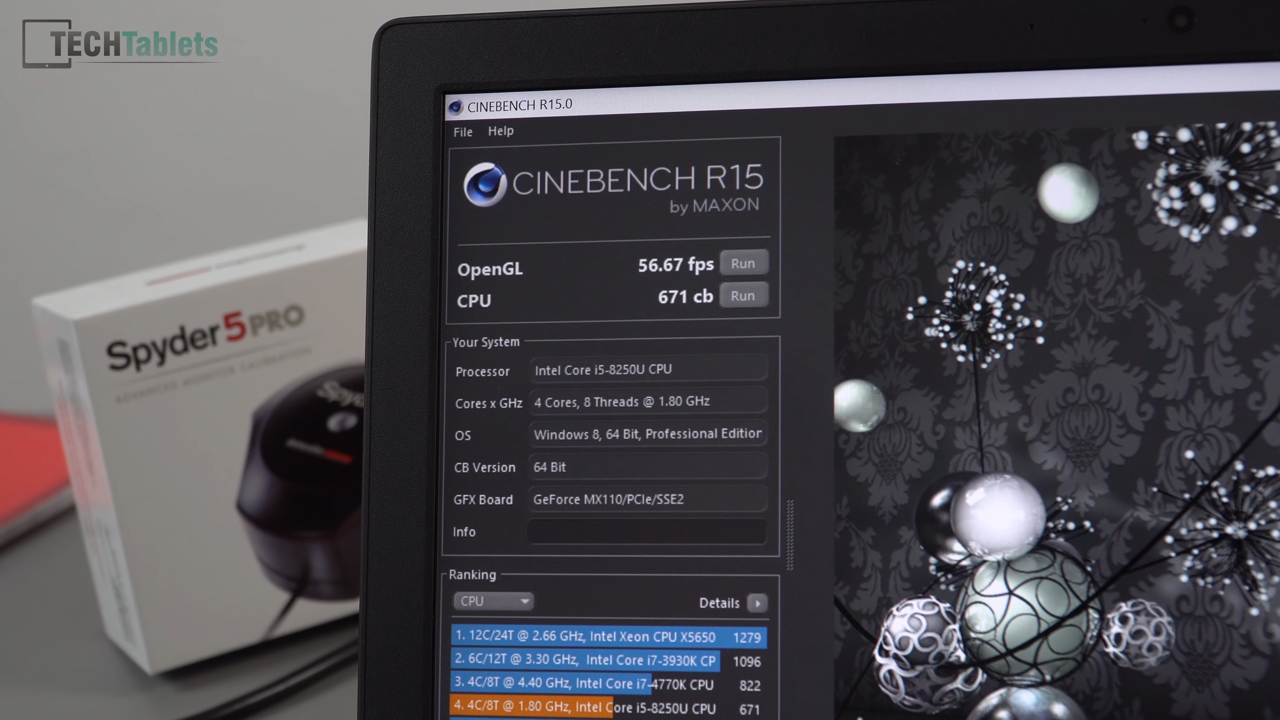 TECHTablets
CINEBENCH R15.0
File Help
CINEBENCH R15
by MAXON
OpenGL 56.67 fps Run
CPU 671 cb Run
Your System
Processor Intel Core i5-8250U CPU
Cores x GHz 4 Cores, 8 Threads @ 1.80 GHz
OS Windows 8, 64 Bit, Professional Edition
CB Version 64 Bit
GFX Board GeForce MX110/PCIe/SSE2
Info
Ranking
CPU Details
1. 12C/24T @ 2.66 GHz, Intel Xeon CPU X5650 1279
2. 6C/12T @ 3.30 GHz, Intel Core i7-3930K CP 1096
3. 4C/8T @ 4.40 GHz, Intel Core i7-4770K CPU 822
4. 4C/8T @ 1.80 GHz, Intel Core i5-8250U CPU 671
Spyder5PRO
ADVANCED MONITOR CALIBRATION